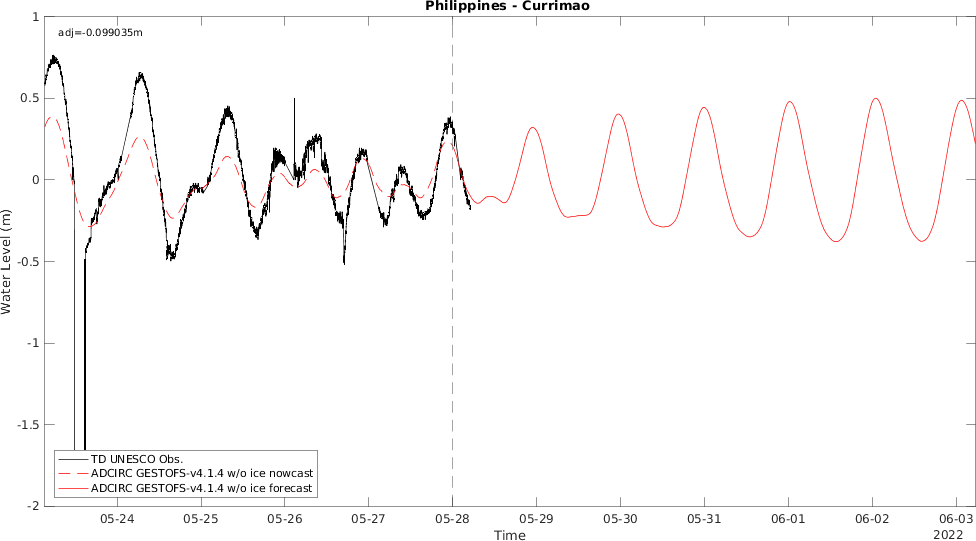 Philippines - Currimao
adj=-0.099035m
1
0.5
0
-0.5
-1
-1.5
-2
Water Level (m)
TD UNESCO Obs.
ADCIRC GESTOFS-v4.1.4 w/o ice nowcast
ADCIRC GESTOFS-v4.1.4 w/o ice forecast
05-24 05-25 05-26 05-27 05-28 05-29 05-30 05-31 06-01 06-02 06-03
Time
2022